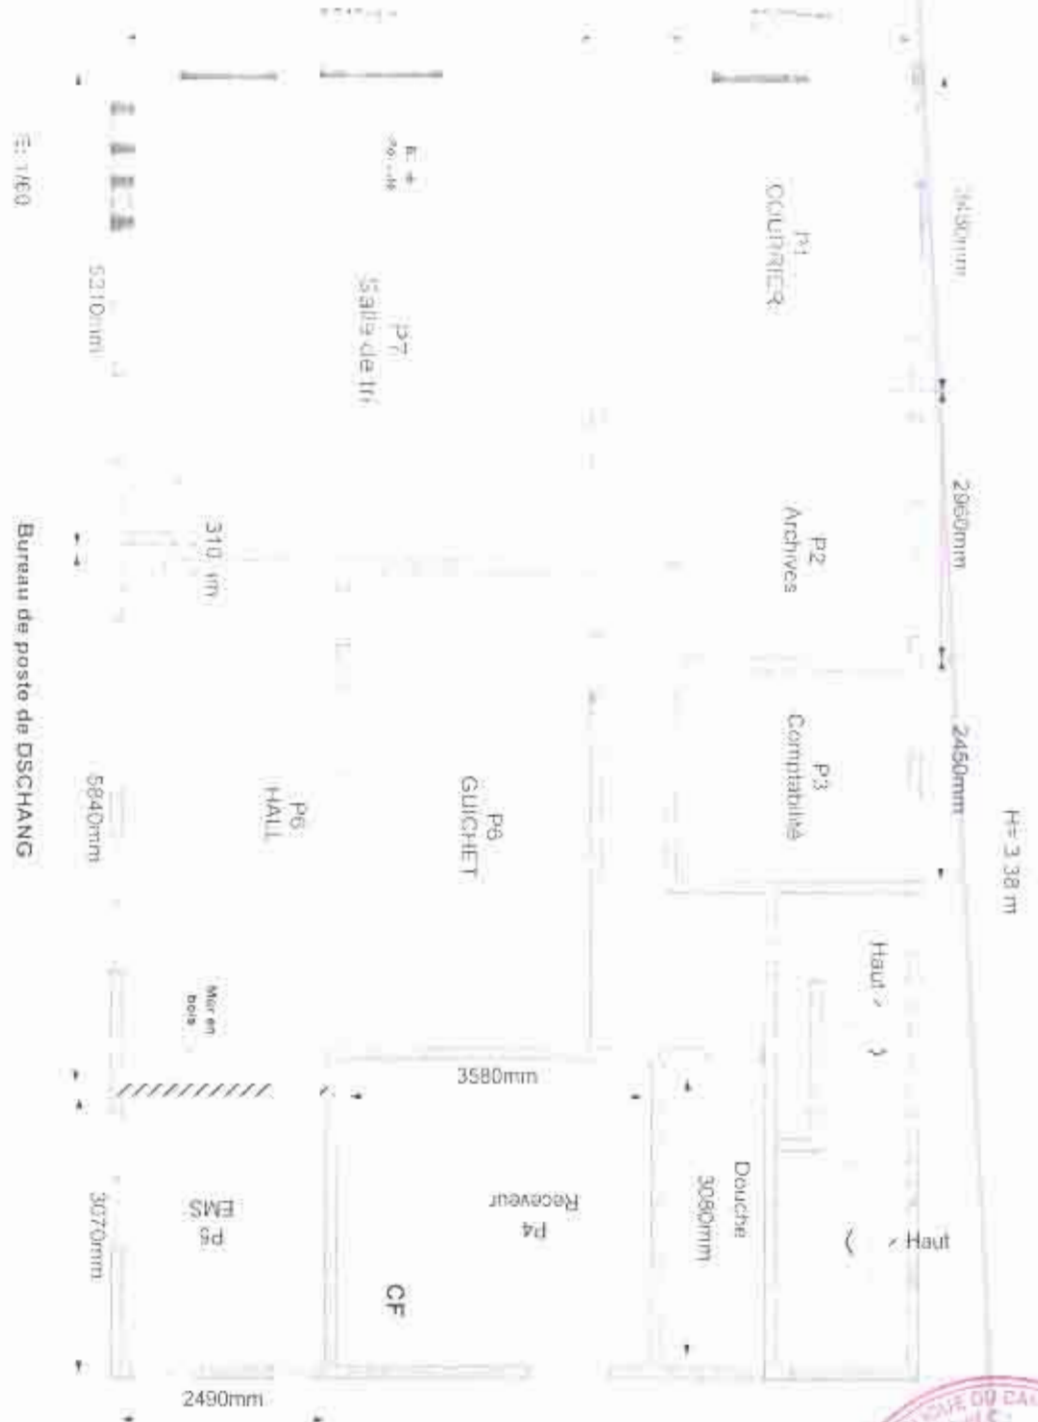 E: 1/60
Bureau de poste de DSCHANG
H= 3.38 m
2960mm
2450mm
5210mm
5840mm
3070mm
2490mm
3580mm
3080mm
P1
COURRIER
P2
Archives
P3
Comptabilité
P7
Salle de tri
P6
GUICHET
P6
HALL
Mur en
bois
P5
EMS
P4
Receveur
CF
Douche
Haut >
Haut